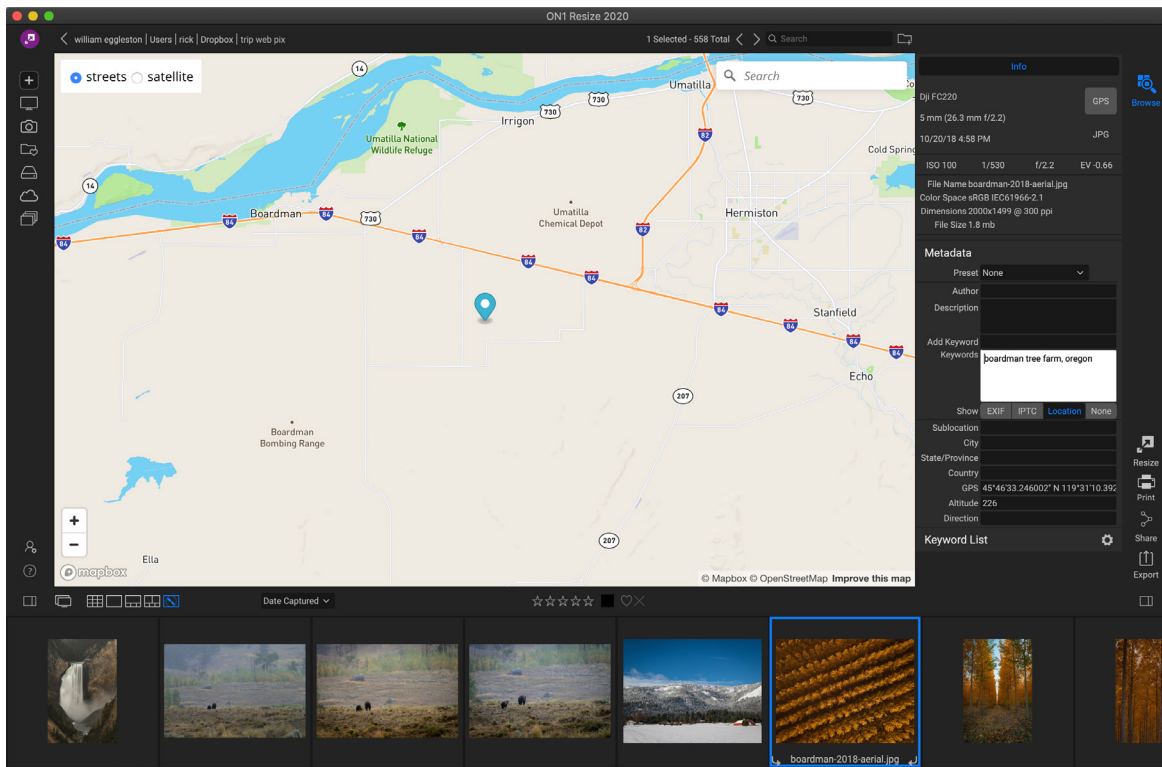 ON1 Resize 2020
william eggleston | Users | rick | Dropbox | trip web pix
1 Selected - 558 Total
Search
streets
satellite
Search
14
730
730
730
Umatilla
Irrigon
82
Umatilla National
Wildlife Refuge
Cold Spring
14
84
Boardman
84
730
Umatilla
Chemical Depot
Hermiston
84
84
82
84
84
84
Stanfield
84
84
Echo
207
Boardman
Bombing Range
207
Ella
+
−
mapbox
© Mapbox © OpenStreetMap Improve this map
Info
Dji FC220
GPS
5 mm (26.3 mm f/2.2)
10/20/18 4:58 PM
JPG
ISO 100 1/530 f/2.2 EV -0.66
File Name boardman-2018-aerial.jpg
Color Space sRGB IEC61966-2.1
Dimensions 2000x1499 @ 300 ppi
File Size 1.8 mb
Metadata
Preset None
Author
Description
Add Keyword
Keywords boardman tree farm, oregon
Show EXIF IPTC Location None
Sublocation
City
State/Province
Country
GPS 45°46'33.246002" N 119°31'10.392
Altitude 226
Direction
Keyword List
Browse
Resize
Print
Share
Export
?
Date Captured
boardman-2018-aerial.jpg